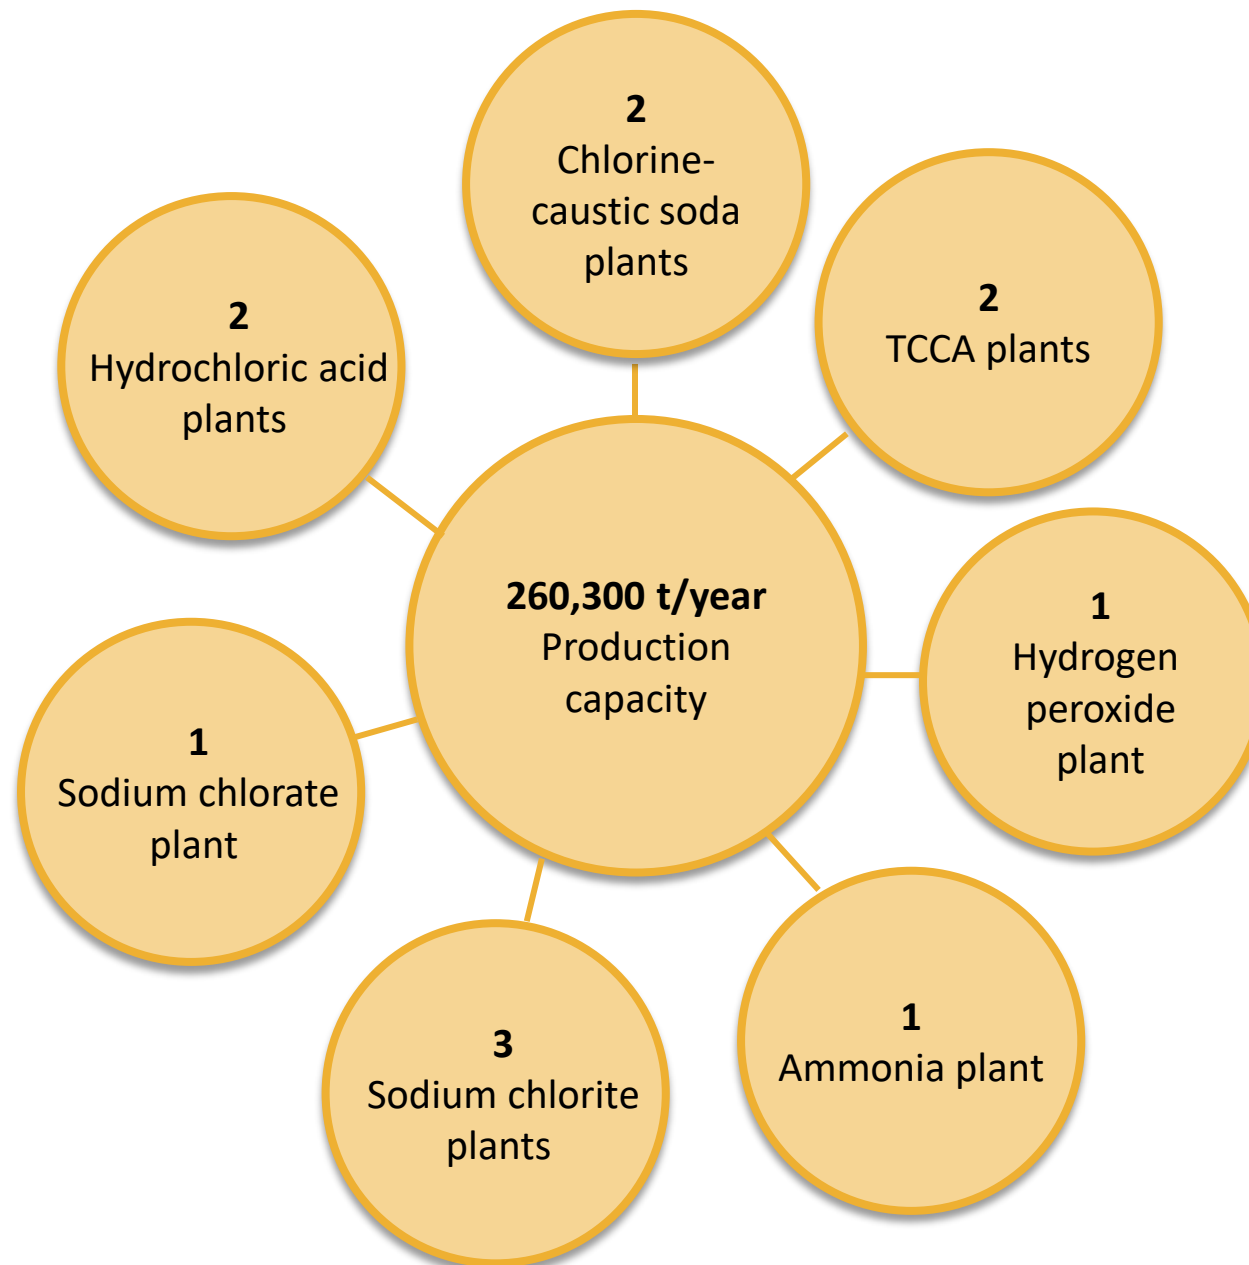 2
Chlorine-
caustic soda
plants
2
TCCA plants
2
Hydrochloric acid
plants
260,300 t/year
Production
capacity
1
Hydrogen
peroxide
plant
1
Sodium chlorate
plant
1
Ammonia plant
3
Sodium chlorite
plants